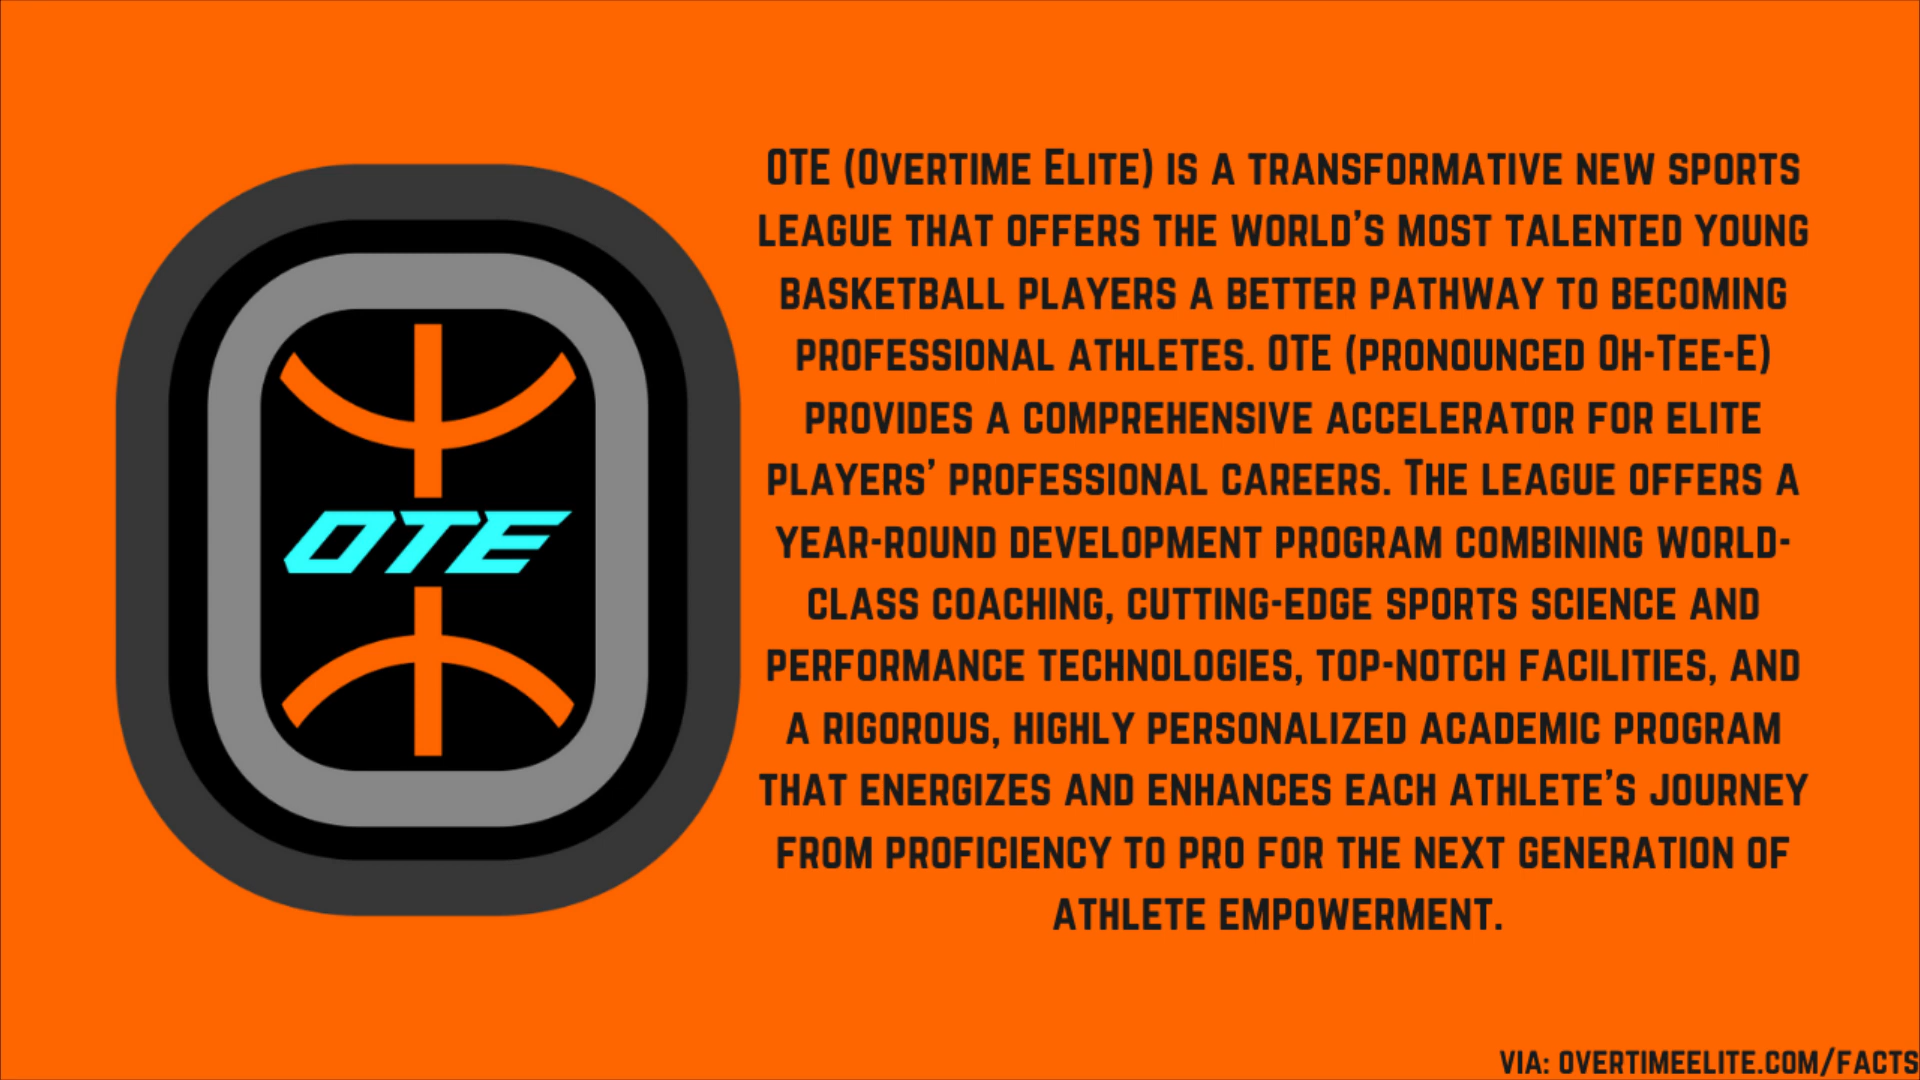 OTE
OTE (Overtime Elite) is a transformative new sports
league that offers the world's most talented young
basketball players a better pathway to becoming
professional athletes. OTE (pronounced Oh-Tee-E)
provides a comprehensive accelerator for elite
players' professional careers. The league offers a
year-round development program combining world-
class coaching, cutting-edge sports science and
performance technologies, top-notch facilities, and
a rigorous, highly personalized academic program
that energizes and enhances each athlete's journey
from proficiency to pro for the next generation of
athlete empowerment.
via: overtimeelite.com/facts